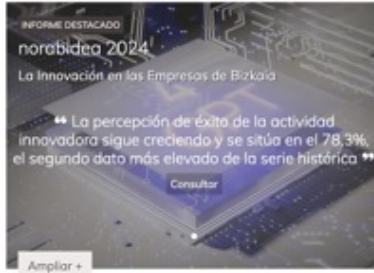 INFORME DESTACADO
norabidea 2024
La Innovación en las Empresas de Bizkaia
“ La percepción de éxito de la actividad
innovadora sigue creciendo y se sitúa en el 78,3%,
el segundo dato más elevado de la serie histórica ”
Consultar
Ampliar +